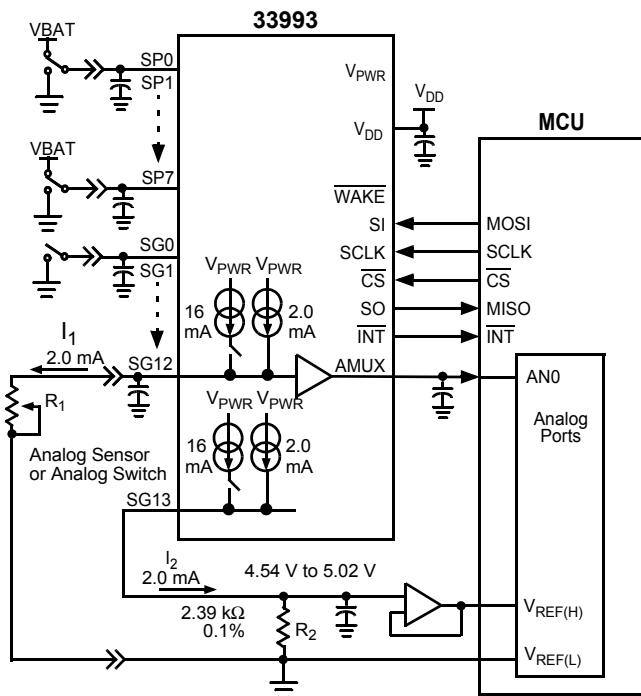 33993
MCU
VBAT
SP0
SP1
VPWR
VDD
VDD
VBAT
SP7
WAKE
SG0
SI
MOSI
SG1
SCLK
SCLK
VPWR VPWR
CS
CS
SO
MISO
16 mA
2.0 mA
INT
INT
I1
2.0 mA
SG12
AMUX
AN0
R1
VPWR VPWR
Analog Ports
16 mA
2.0 mA
Analog Sensor
or Analog Switch
SG13
I2
2.0 mA
4.54 V to 5.02 V
2.39 kΩ
0.1%
R2
VREF(H)
VREF(L)